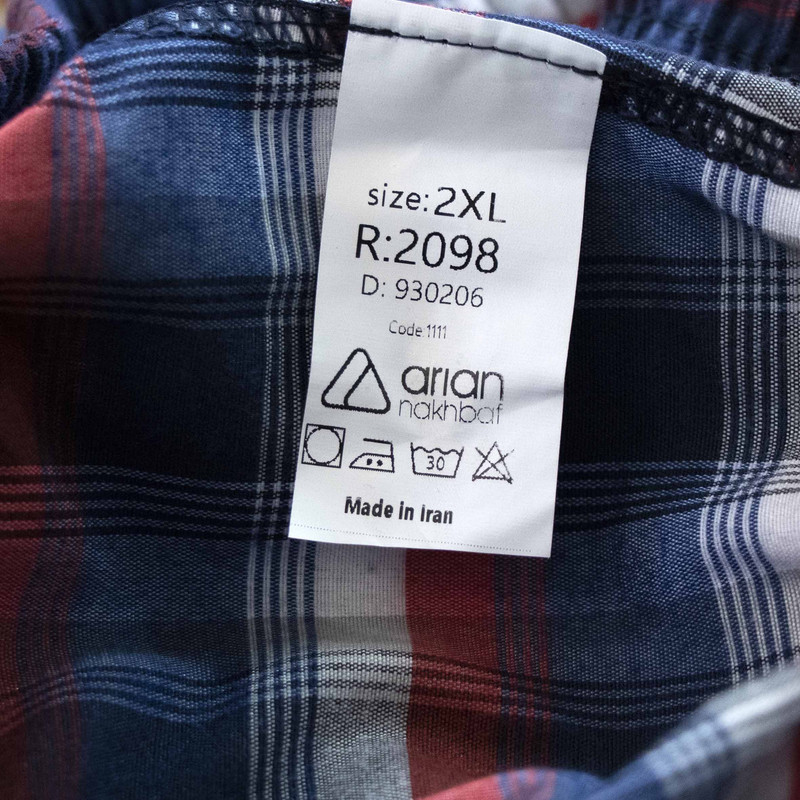 size:2XL
R:2098
D: 930206
Code 1111
arian
nakhbaf
30
Made in Iran